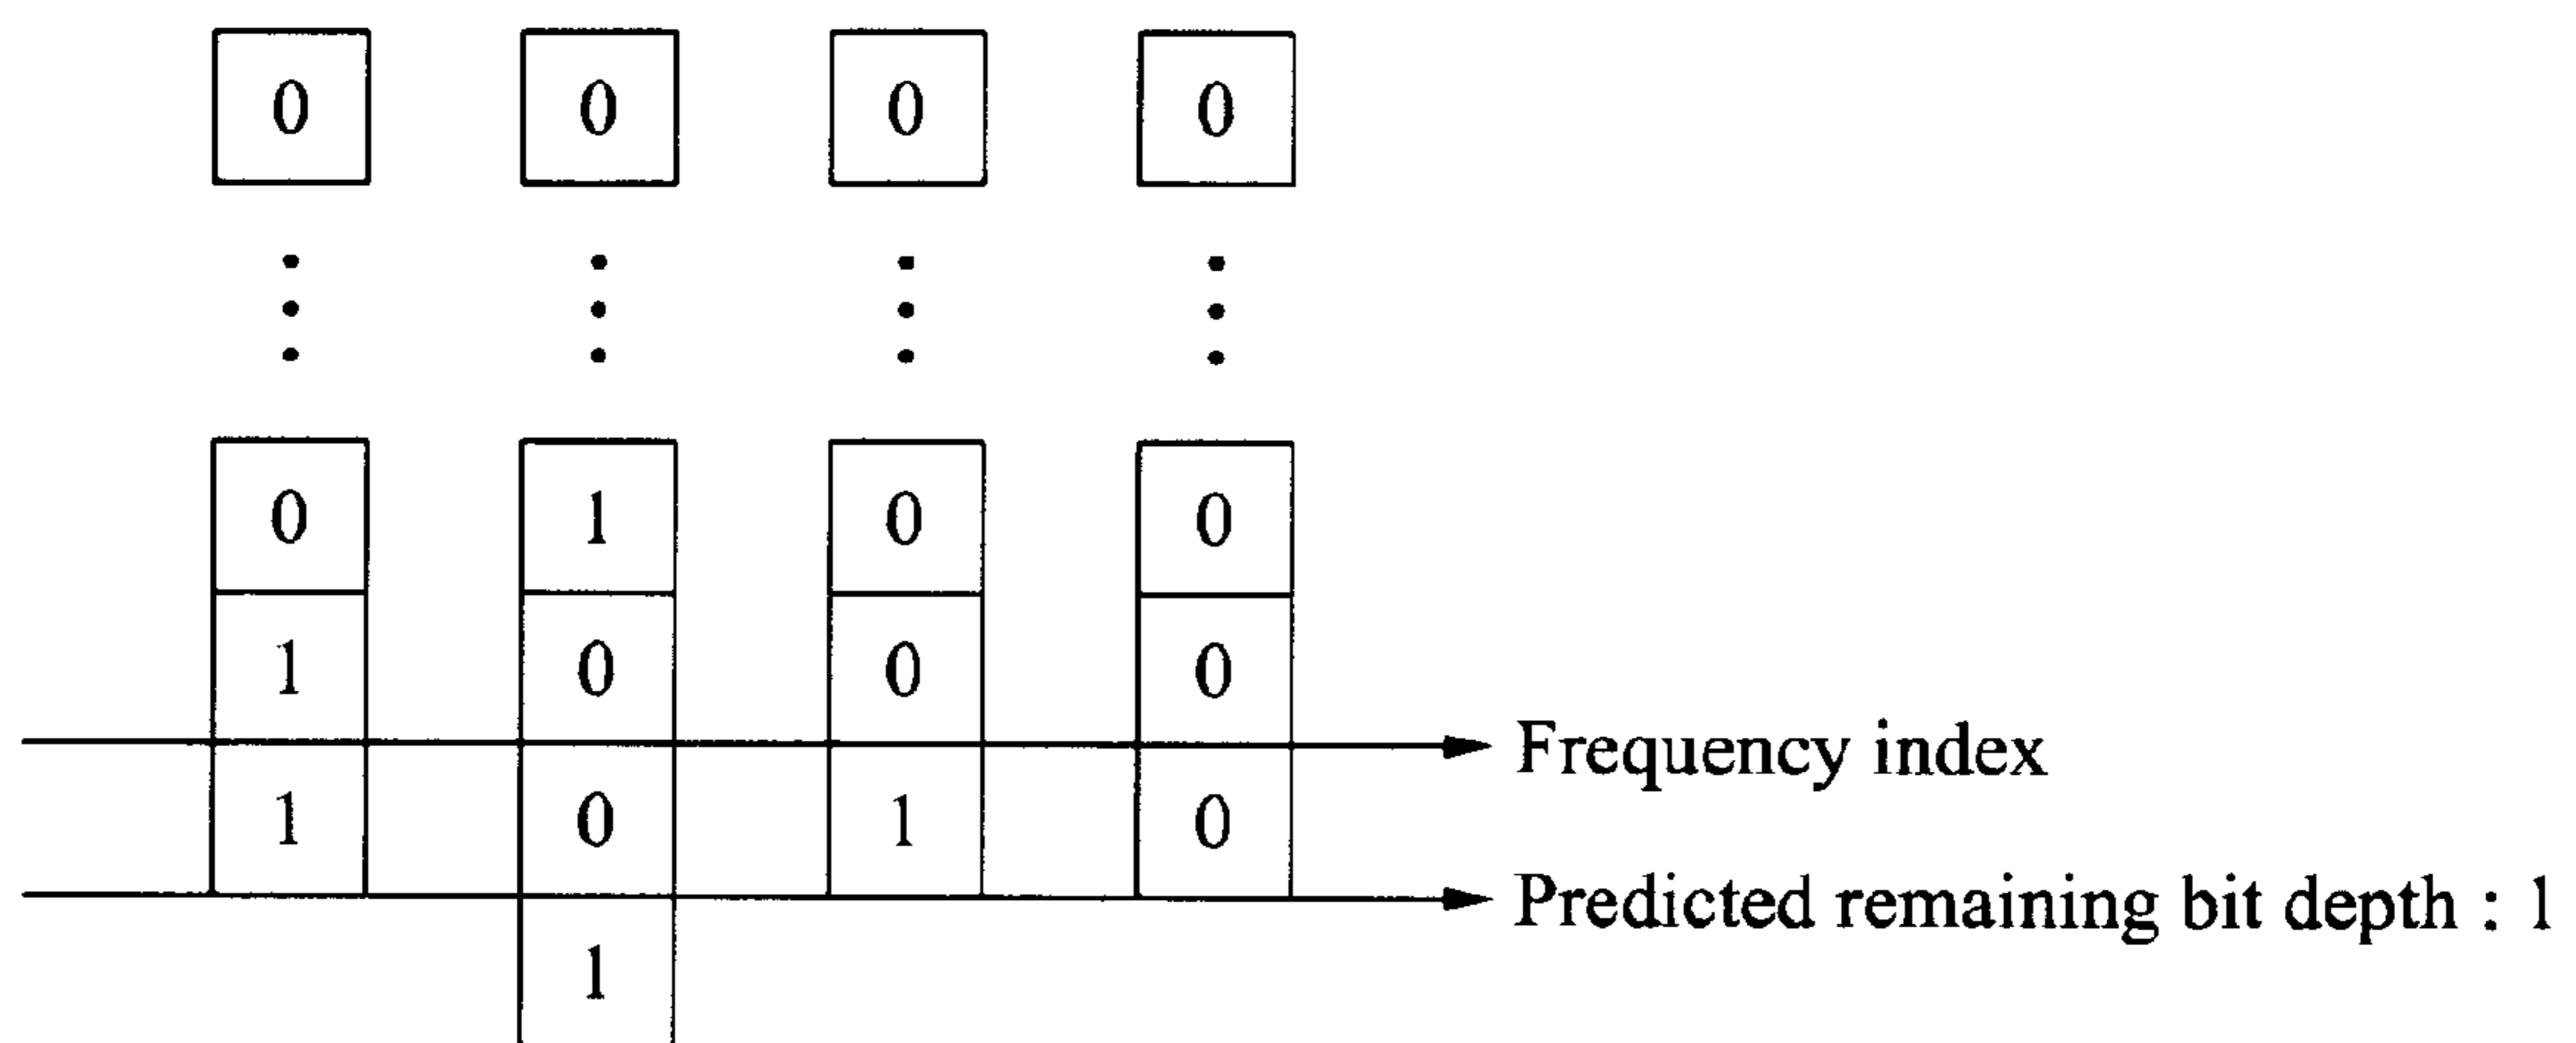 0 0 0 0
0 1 0 0
1 0 0 0
Frequency index
1 0 1 0
Predicted remaining bit depth : 1
1